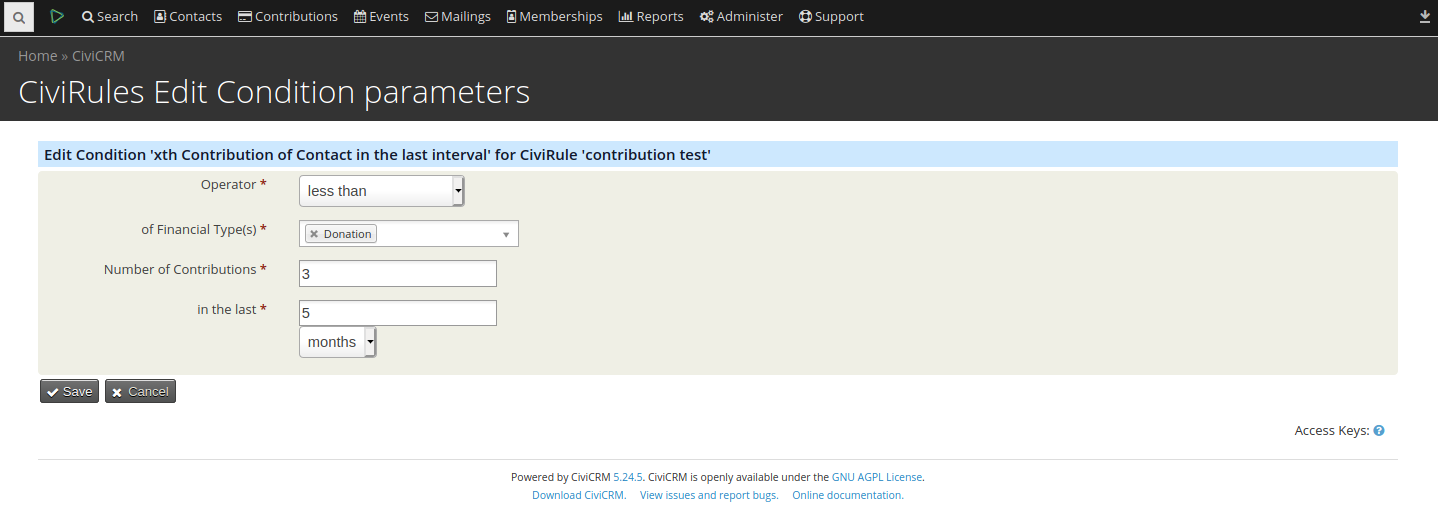 Search Contacts Contributions Events Mailings Memberships Reports Administer Support
Home » CiviCRM
CiviRules Edit Condition parameters
Edit Condition 'xth Contribution of Contact in the last interval' for CiviRule 'contribution test'
Operator * less than
of Financial Type(s) * Donation
Number of Contributions * 3
in the last * 5
months
Save Cancel
Access Keys:
Powered by CiviCRM 5.24.5. CiviCRM is openly available under the GNU AGPL License.
Download CiviCRM. View issues and report bugs. Online documentation.